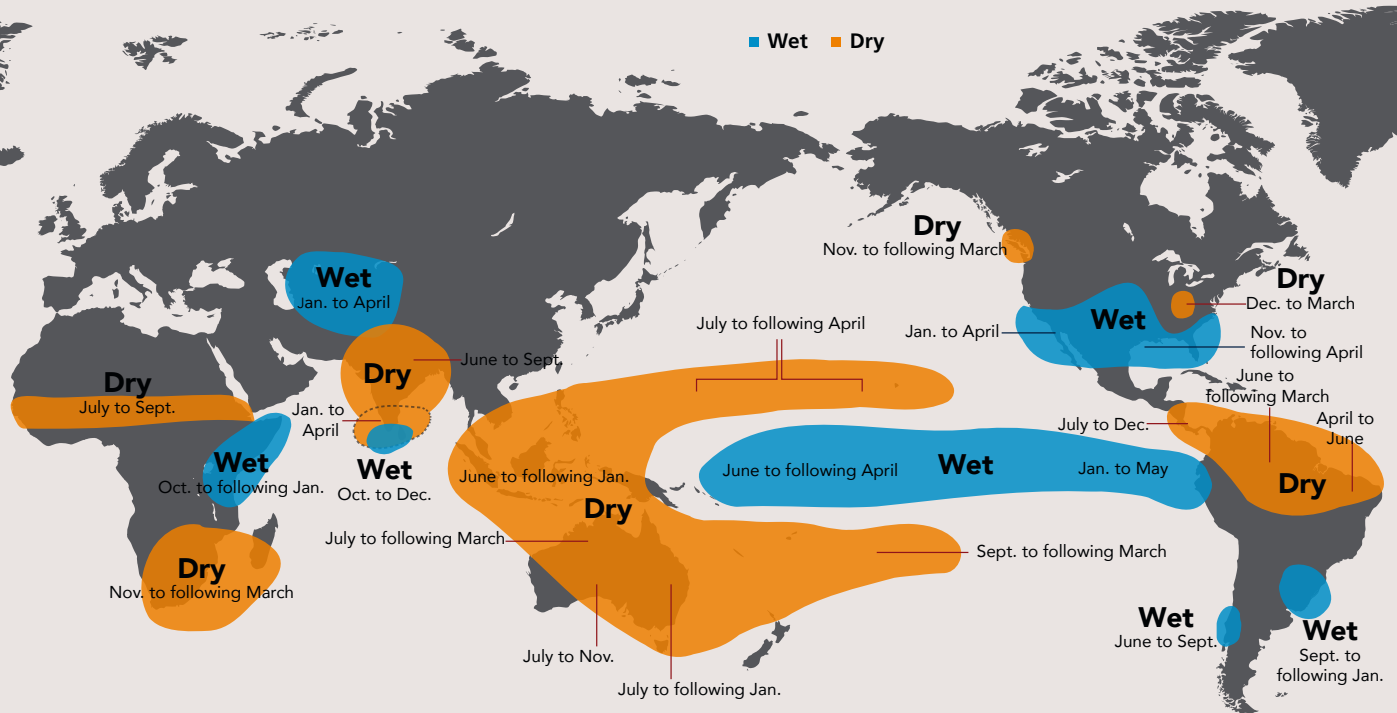 Wet Dry
Dry
Nov. to following March
Wet
Jan. to April
Dry
Dec. to March
Wet
Jan. to April
Nov. to
following April
July to following April
Dry
June to Sept.
Dry
July to Sept.
Jan. to
April
June to
following March
July to Dec.
April to
June
Wet
Oct. to following Jan.
Wet
Oct. to Dec.
June to following Jan.
Dry
June to following April
Wet
Jan. to May
Dry
July to following March
Sept. to following March
Dry
Nov. to following March
July to Nov.
July to following Jan.
Wet
June to Sept.
Wet
Sept. to
following Jan.